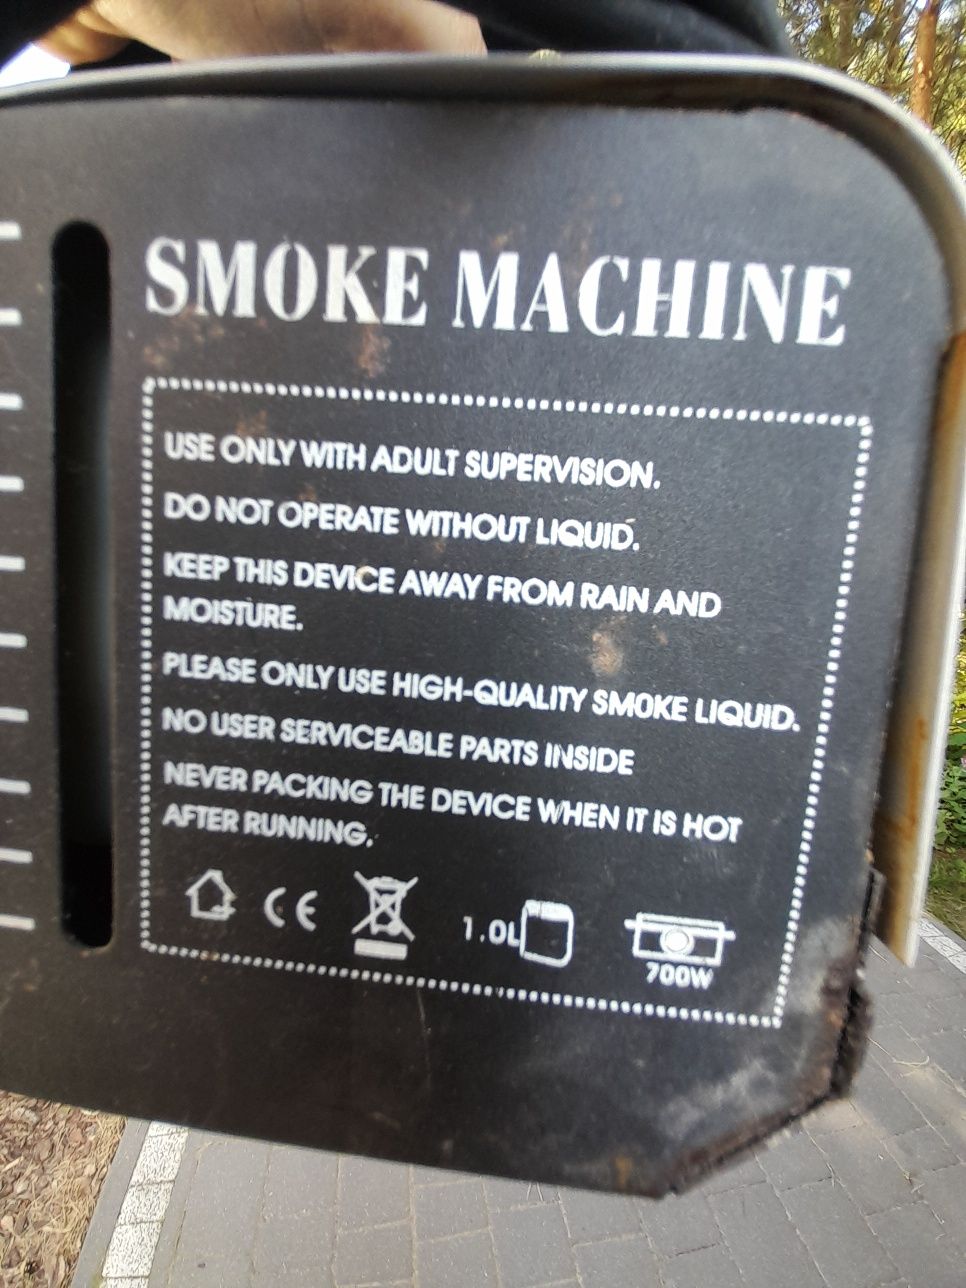 SMOKE MACHINE
USE ONLY WITH ADULT SUPERVISION.
DO NOT OPERATE WITHOUT LIQUID.
KEEP THIS DEVICE AWAY FROM RAIN AND
MOISTURE.
PLEASE ONLY USE HIGH-QUALITY SMOKE LIQUID.
NO USER SERVICEABLE PARTS INSIDE
NEVER PACKING THE DEVICE WHEN IT IS HOT
AFTER RUNNING.
CE 1.0L
700W